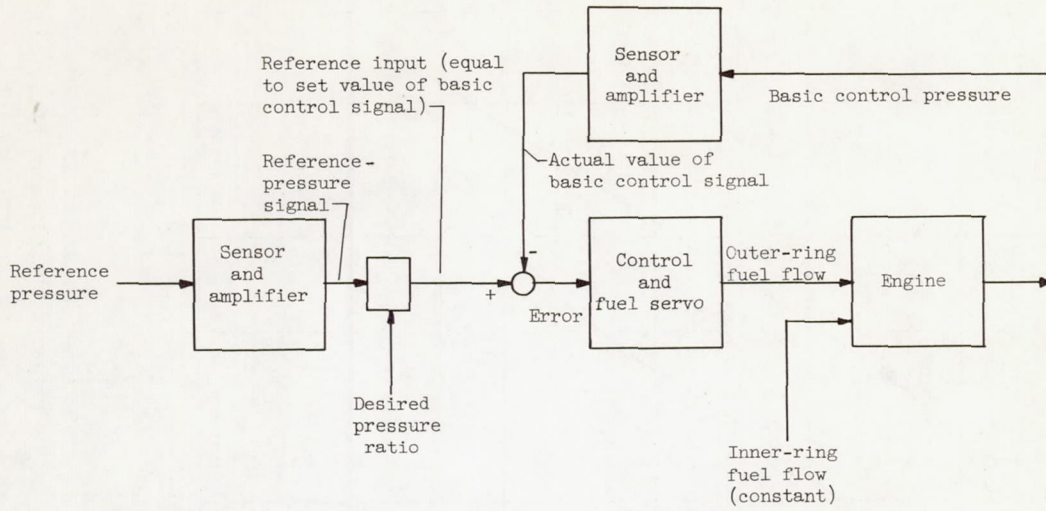 Reference input (equal
to set value of basic
control signal)
Sensor
and
amplifier
Basic control pressure
Actual value of
basic control signal
Reference-
pressure
signal
Reference
pressure
Sensor
and
amplifier
+
-
Error
Control
and
fuel servo
Outer-ring
fuel flow
Engine
Desired
pressure
ratio
Inner-ring
fuel flow
(constant)